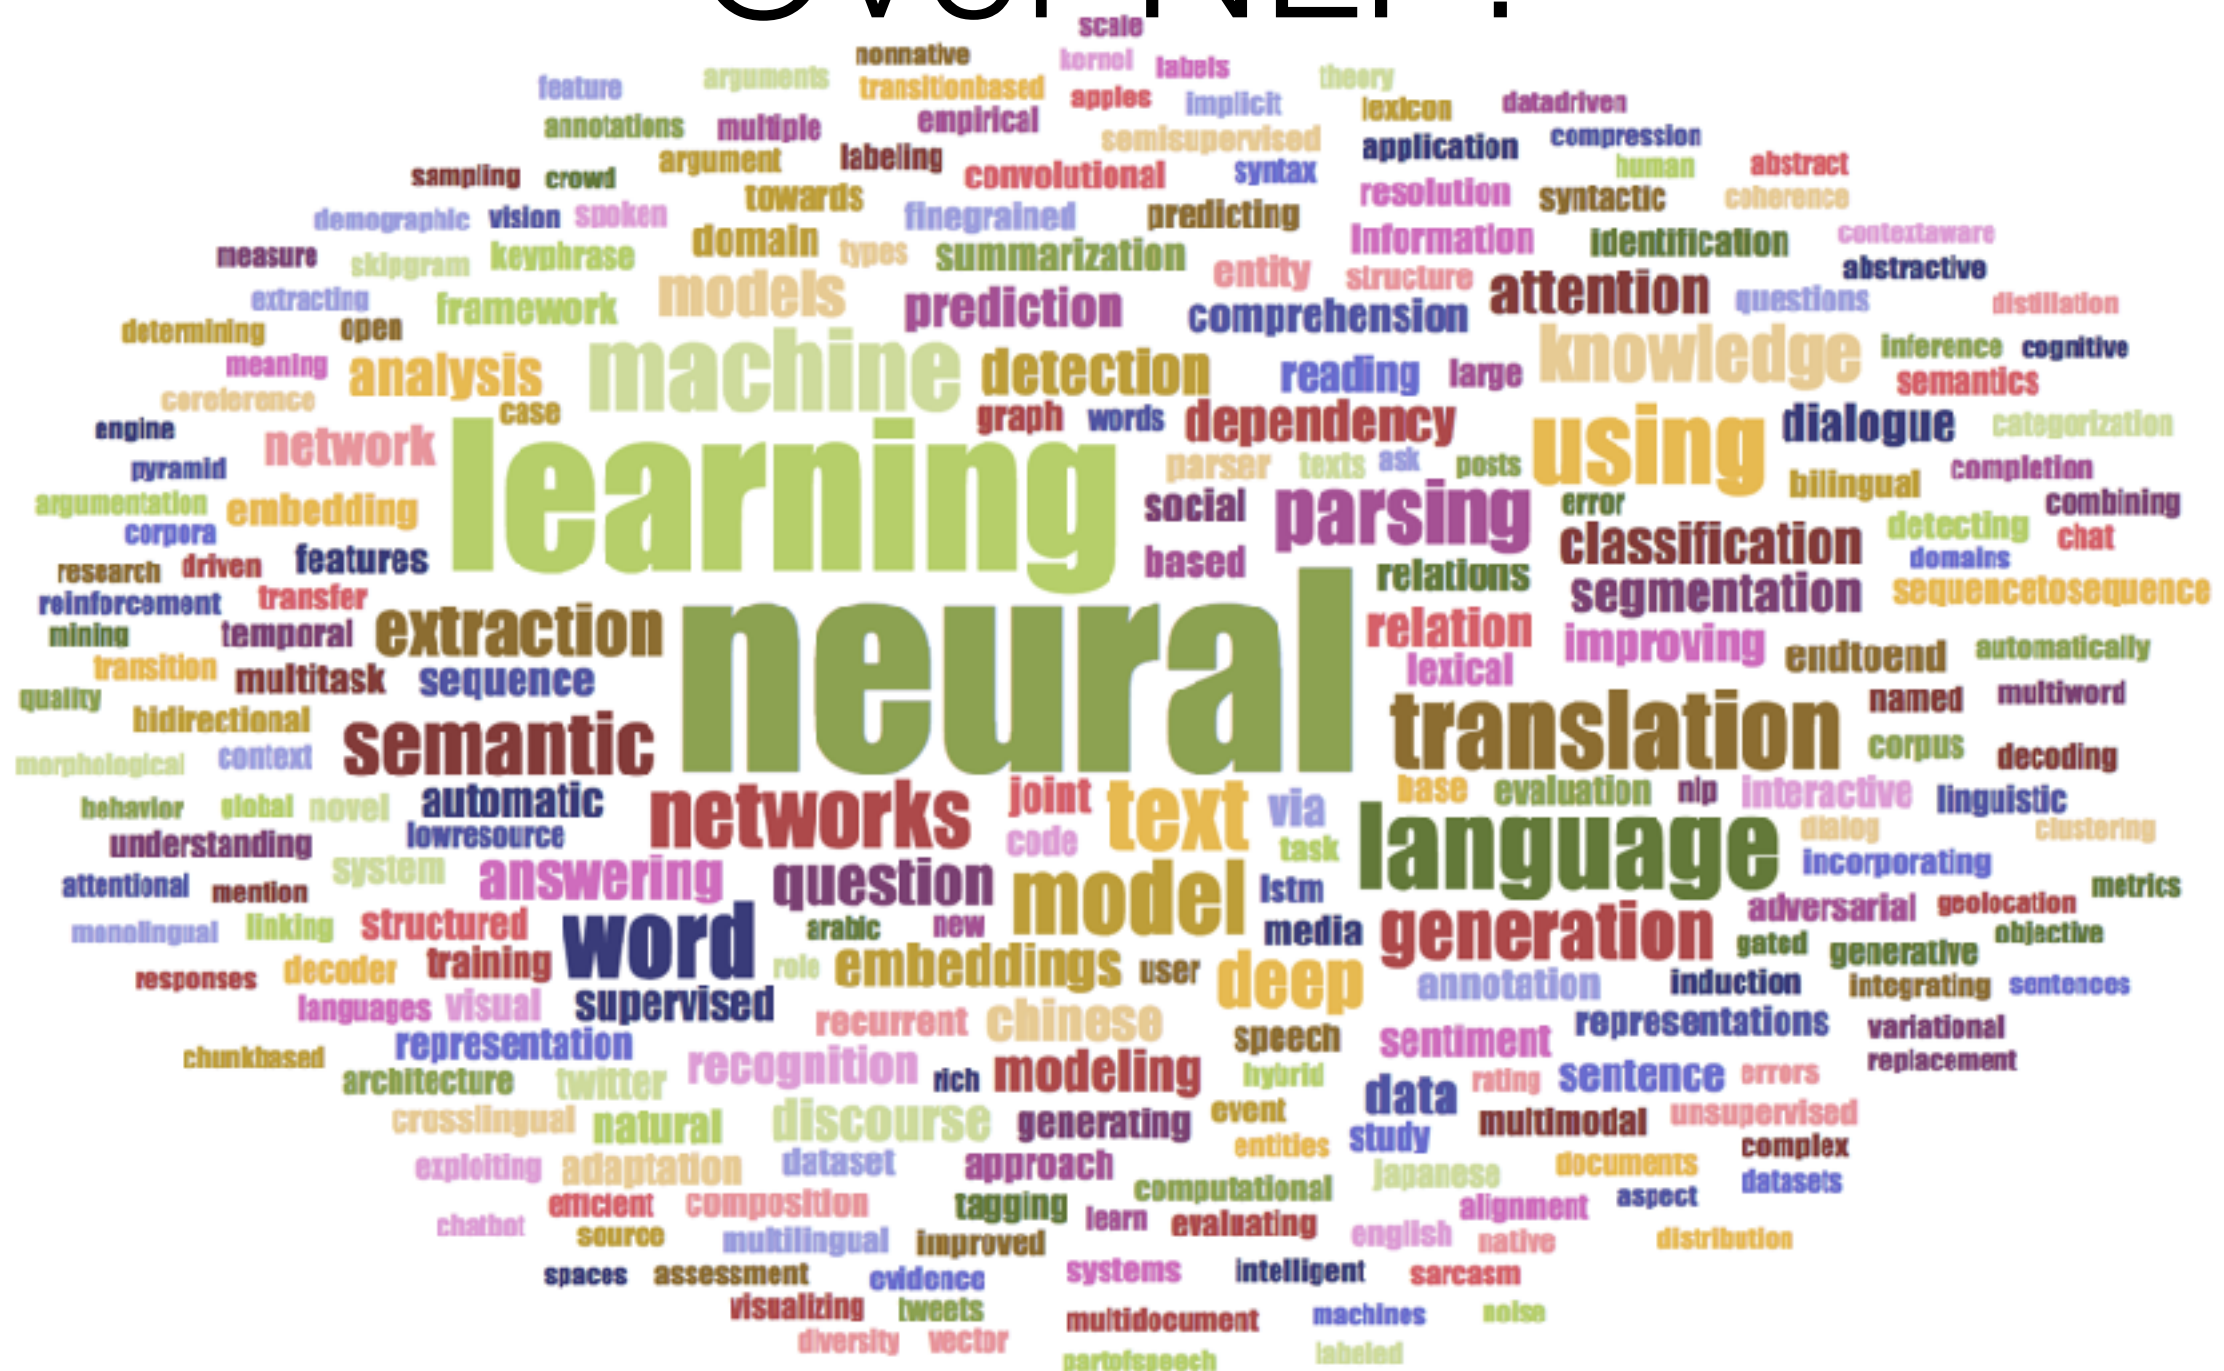 scale
nonnative kernel labels
feature arguments transitionbased apples implicit theory lexicon datadriven
annotations multiple empirical semisupervised application compression
argument labeling convolutional syntax human abstract
sampling crowd towards resolution syntactic coherence
demographic vision spoken finegrained predicting
measure skipgram keyphrase domain types summarization information identification contextaware
entity structure attention abstractive
extracting framework models prediction comprehension questions distillation
determining open machine knowledge inference cognitive
meaning analysis detection reading large semantics
coreference case graph words dependency using dialogue categorization
engine network learning
pyramid parser texts ask posts bilingual completion
argumentation embedding social parsing error combining
corpora features based classification detecting chat
research driven relations domains
reinforcement transfer segmentation sequencetosequence
mining temporal extraction neural relation improving endtoend automatically
transition multitask sequence lexical
quality bidirectional translation named multiword
morphological context semantic corpus decoding
behavior global novel automatic networks joint text via base evaluation nlp interactive linguistic
understanding lowresource code task language dialog clustering
system answering question model incorporating
attentional mention lstm metrics
monolingual linking structured word arabic new media generation adversarial geolocation
gated generative objective
responses decoder training role embeddings user deep annotation induction integrating sentences
languages visual supervised recurrent chinese representations variational
chunkbased representation speech sentiment replacement
architecture twitter recognition rich modeling hybrid data rating sentence errors
crosslingual natural discourse generating event multimodal unsupervised
entities study complex
exploiting adaptation dataset approach japanese documents
efficient composition tagging computational alignment aspect datasets
chatbot source multilingual improved learn evaluating english native distribution
spaces assessment evidence systems intelligent sarcasm
visualizing tweets multidocument machines noise
diversity vector partofspeech labeled